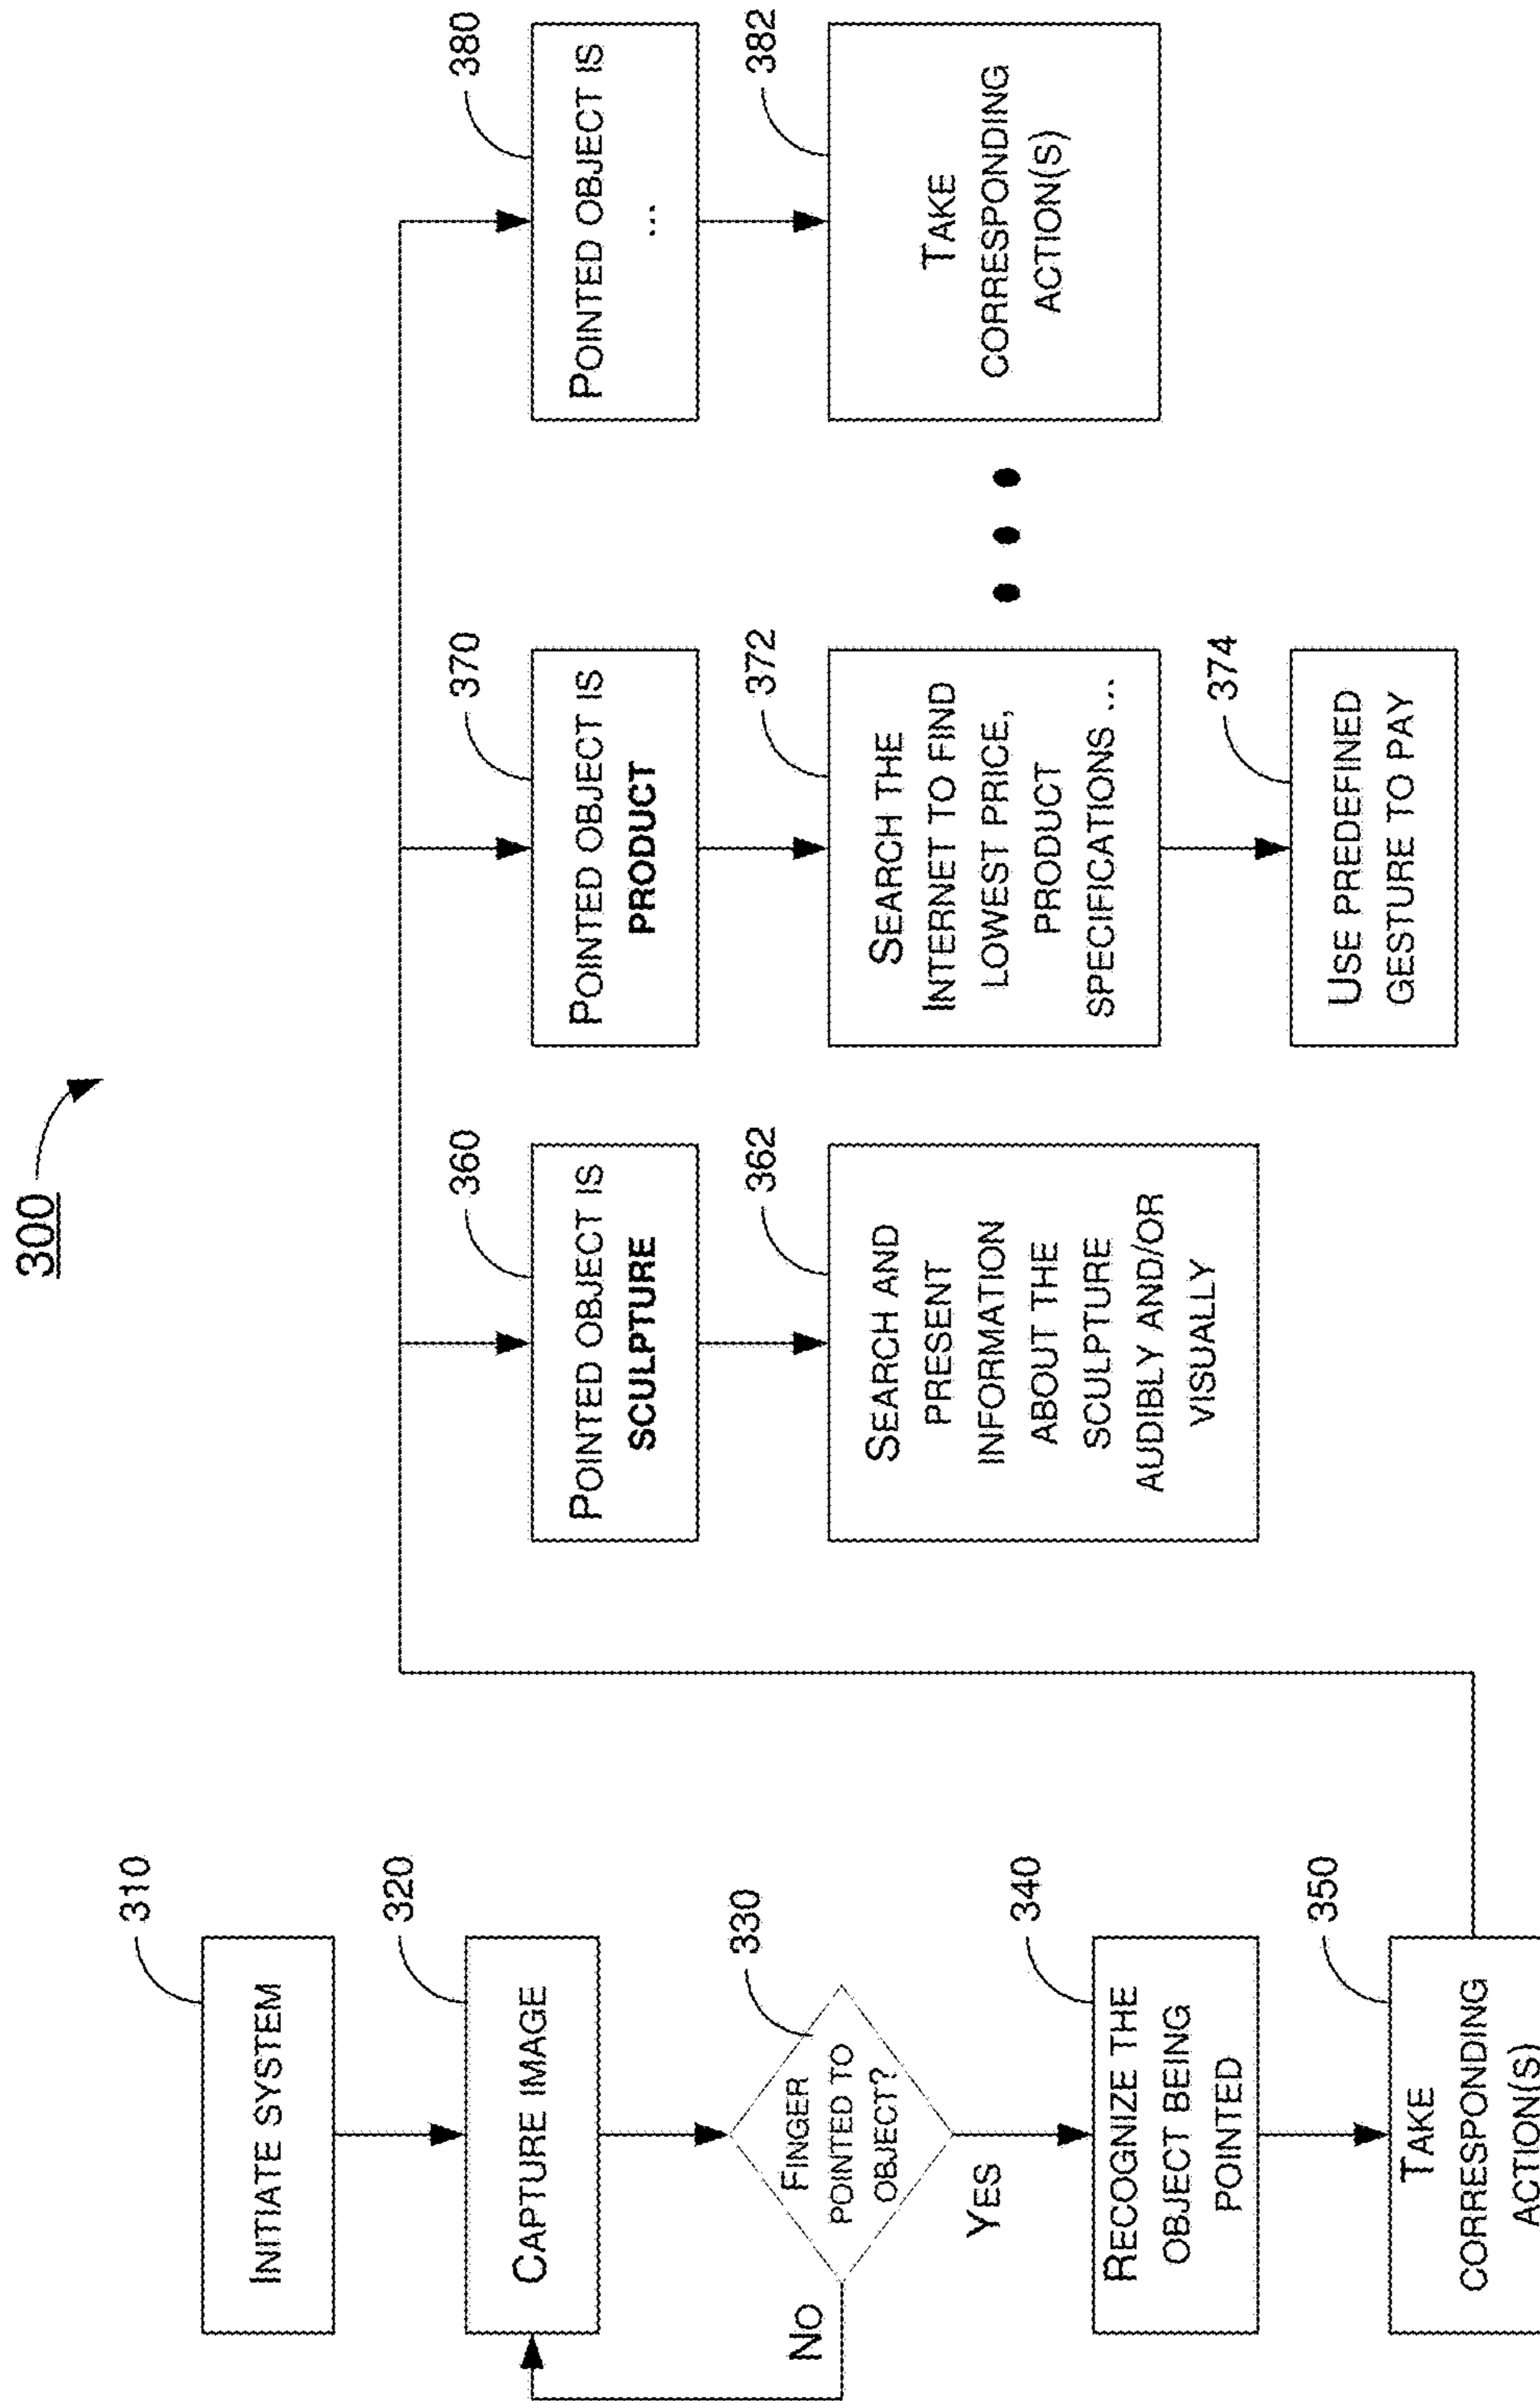 300
310
INITIATE SYSTEM
320
CAPTURE IMAGE
330
FINGER
POINTED TO
OBJECT?
NO
YES
340
RECOGNIZE THE
OBJECT BEING
POINTED
350
TAKE
CORRESPONDING
ACTION(S)
360
POINTED OBJECT IS
SCULPTURE
362
SEARCH AND
PRESENT
INFORMATION
ABOUT THE
SCULPTURE
AUDIBLY AND/OR
VISUALLY
370
POINTED OBJECT IS
PRODUCT
372
SEARCH THE
INTERNET TO FIND
LOWEST PRICE,
PRODUCT
SPECIFICATIONS ...
374
USE PREDEFINED
GESTURE TO PAY
380
POINTED OBJECT IS
...
382
TAKE
CORRESPONDING
ACTION(S)